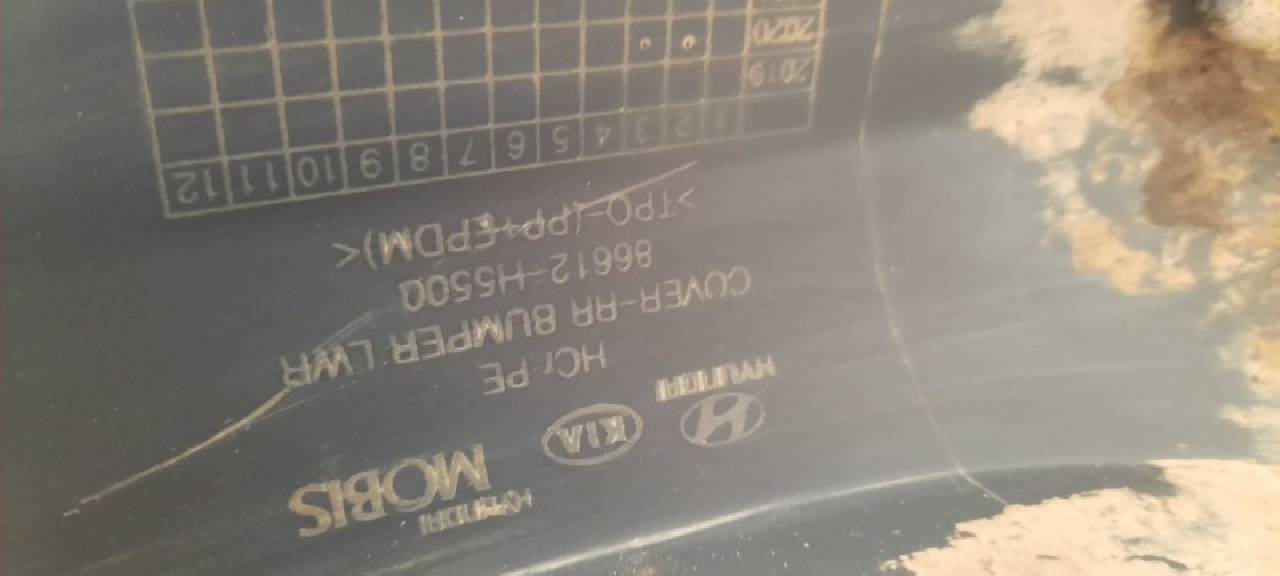 HYUNDAI KIA HYUNDAI MOBIS
HCr PE
COVER-RR BUMPER LWR
86612-H5500
>TPO-(PP+EPDM)<
1 2 3 4 5 6 7 8 9 10 11 12
2019
2020